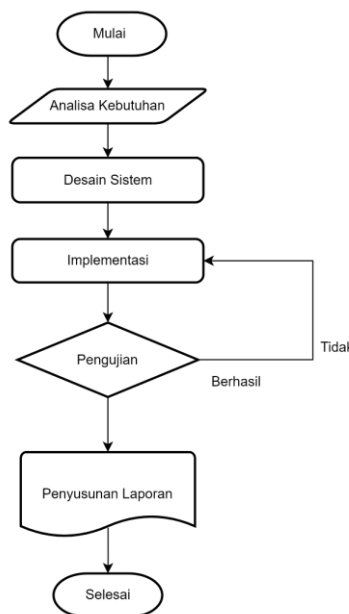 Mulai
Analisa Kebutuhan
Desain Sistem
Implementasi
Pengujian
Tidak
Berhasil
Penyusunan Laporan
Selesai